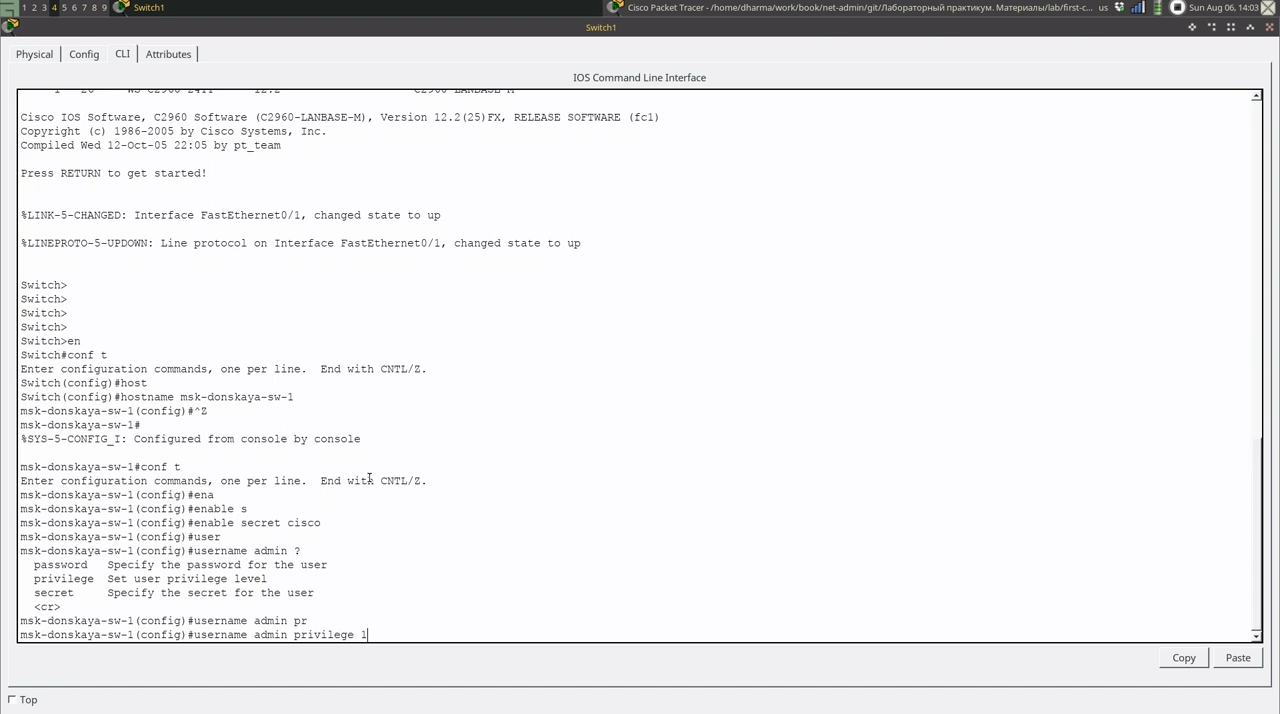 1 2 3 4 5 6 7 8 9 Switch1 Cisco Packet Tracer - /home/dharma/work/book/net-admin/git/Лабораторный практикум. Материалы/lab/first-c... us Sun Aug 06, 14:03
Switch1
Physical Config CLI Attributes
IOS Command Line Interface
Cisco IOS Software, C2960 Software (C2960-LANBASE-M), Version 12.2(25)FX, RELEASE SOFTWARE (fc1)
Copyright (c) 1986-2005 by Cisco Systems, Inc.
Compiled Wed 12-Oct-05 22:05 by pt_team
Press RETURN to get started!
%LINK-5-CHANGED: Interface FastEthernet0/1, changed state to up
%LINEPROTO-5-UPDOWN: Line protocol on Interface FastEthernet0/1, changed state to up
Switch>
Switch>
Switch>
Switch>
Switch>en
Switch#conf t
Enter configuration commands, one per line.  End with CNTL/Z.
Switch(config)#host
Switch(config)#hostname msk-donskaya-sw-1
msk-donskaya-sw-1(config)#^Z
msk-donskaya-sw-1#
%SYS-5-CONFIG_I: Configured from console by console
msk-donskaya-sw-1#conf t
Enter configuration commands, one per line.  End with CNTL/Z.
msk-donskaya-sw-1(config)#ena
msk-donskaya-sw-1(config)#enable s
msk-donskaya-sw-1(config)#enable secret cisco
msk-donskaya-sw-1(config)#user
msk-donskaya-sw-1(config)#username admin ?
password Specify the password for the user
privilege Set user privilege level
secret Specify the secret for the user
<cr>
msk-donskaya-sw-1(config)#username admin pr
msk-donskaya-sw-1(config)#username admin privilege 1
Copy Paste
Top